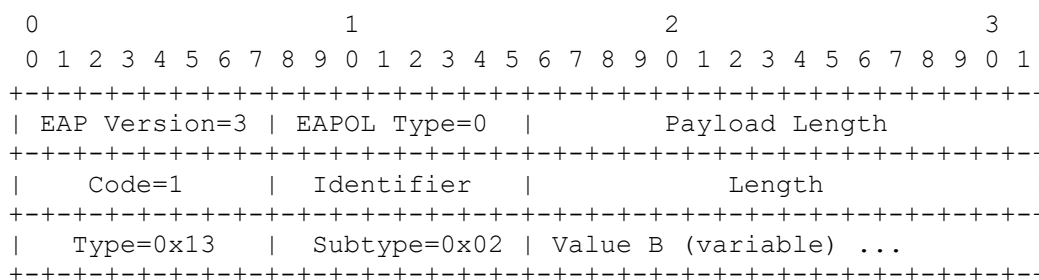 0                   1                   2                   3
 0 1 2 3 4 5 6 7 8 9 0 1 2 3 4 5 6 7 8 9 0 1 2 3 4 5 6 7 8 9 0 1
+-+-+-+-+-+-+-+-+-+-+-+-+-+-+-+-+-+-+-+-+-+-+-+-+-+-+-+-+-+-+-+-
| EAP Version=3 | EAPOL Type=0  |        Payload Length
+-+-+-+-+-+-+-+-+-+-+-+-+-+-+-+-+-+-+-+-+-+-+-+-+-+-+-+-+-+-+-+-
|    Code=1     |  Identifier   |            Length
+-+-+-+-+-+-+-+-+-+-+-+-+-+-+-+-+-+-+-+-+-+-+-+-+-+-+-+-+-+-+-+-
|   Type=0x13   |  Subtype=0x02 | Value B (variable) ...
+-+-+-+-+-+-+-+-+-+-+-+-+-+-+-+-+-+-+-+-+-+-+-+-+-+-+-+-+-+-+-+-